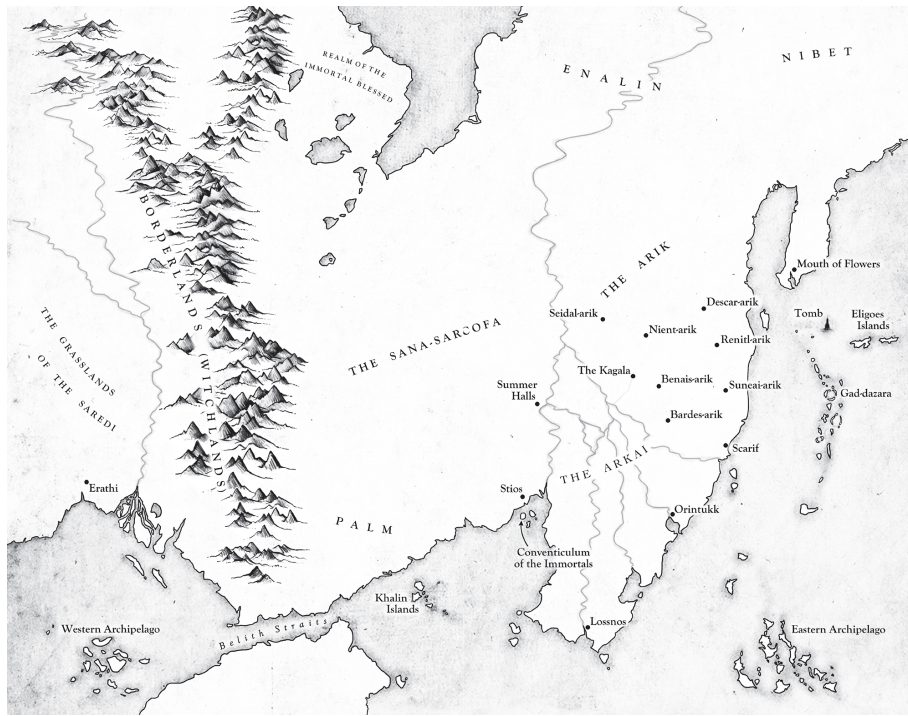 REALM OF THE
IMMORTAL BLESSED
ENALIN
NIBET
BORDERLANDS (WITCHLANDS)
THE GRASSLANDS
OF THE SAREDI
THE SANA-SARCOFA
THE ARIK
Mouth of Flowers
Tomb
Eligoes
Islands
Seidal-arik
Descar-arik
Nient-arik
Renitl-arik
The Kagala
Benais-arik
Suneai-arik
Gad-dazara
Summer
Halls
Bardes-arik
Scarif
THE ARKAI
Erathi
Stios
Orintukk
PALM
Conventiculum
of the Immortals
Khalin
Islands
Belith Straits
Lossnos
Western Archipelago
Eastern Archipelago